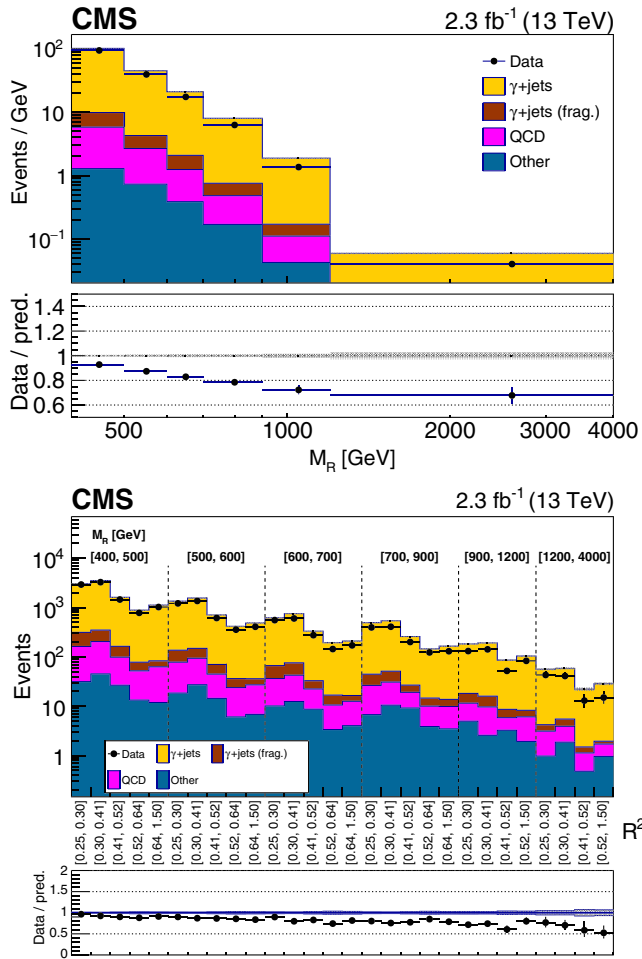 CMS 2.3 fb⁻¹ (13 TeV)
Events / GeV
10²
10
1
10⁻¹
Data
γ+jets
γ+jets (frag.)
QCD
Other
Data / pred.
1.4
1.2
1
0.8
0.6
500 1000 2000 3000 4000
M_R [GeV]
CMS 2.3 fb⁻¹ (13 TeV)
M_R [GeV]
[400, 500] [500, 600] [600, 700] [700, 900] [900, 1200] [1200, 4000]
Events
10⁴
10³
10²
10
1
Data γ+jets γ+jets (frag.)
QCD Other
[0.25, 0.30] [0.30, 0.41] [0.41, 0.52] [0.52, 0.64] [0.64, 1.50] [0.25, 0.30] [0.30, 0.41] [0.41, 0.52] [0.52, 0.64] [0.64, 1.50] [0.25, 0.30] [0.30, 0.41] [0.41, 0.52] [0.52, 0.64] [0.64, 1.50] [0.25, 0.30] [0.30, 0.41] [0.41, 0.52] [0.52, 0.64] [0.64, 1.50] [0.25, 0.30] [0.30, 0.41] [0.41, 0.52] [0.52, 1.50] [0.25, 0.30] [0.30, 0.41] [0.41, 0.52] [0.52, 1.50]
R²
Data / pred.
2
1.5
1
0.5
0